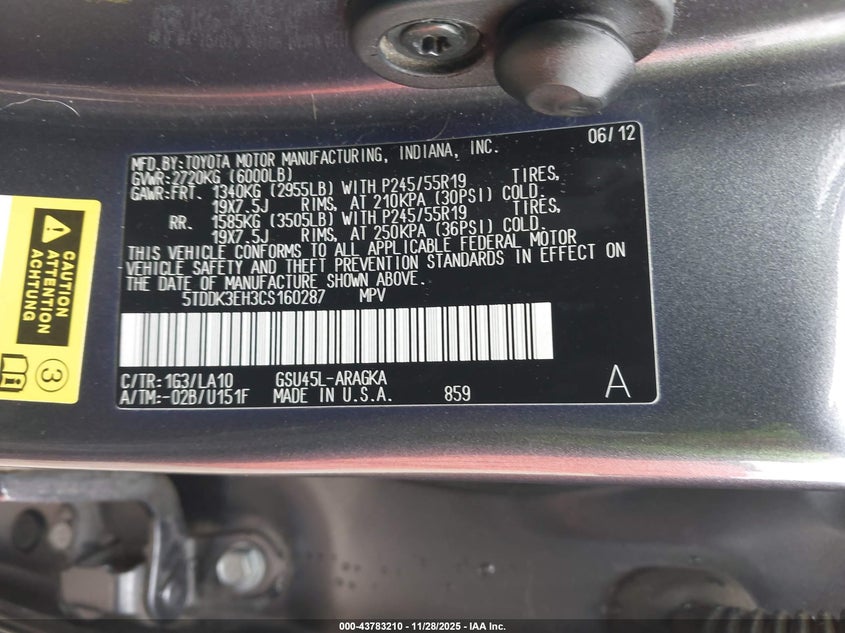 06/12
MFD.BY:TOYOTA MOTOR MANUFACTURING, INDIANA, INC.
GVWR:2720KG (6000LB)
GAWR:FRT. 1340KG (2955LB) WITH P245/55R19 TIRES,
19X7.5J RIMS, AT 210KPA (30PSI) COLD.
RR. 1585KG (3505LB) WITH P245/55R19 TIRES,
19X7.5J RIMS, AT 250KPA (36PSI) COLD.
THIS VEHICLE CONFORMS TO ALL APPLICABLE FEDERAL MOTOR
VEHICLE SAFETY AND THEFT PREVENTION STANDARDS IN EFFECT ON
THE DATE OF MANUFACTURE SHOWN ABOVE.
5TDDK3EH3CS160287 MPV
C/TR:1G3/LA10 GSU45L-ARAGKA
A/TM:-02B/U151F MADE IN U.S.A. 859
A
CAUTION
ATTENTION
ACHTUNG
3
000-43783210 - 11/28/2025 - IAA Inc.